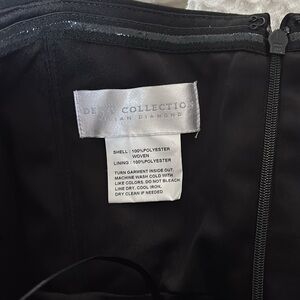 COLLECTION
DIAMOND
SHELL : 100%POLYESTER
WOVEN
LINING : 100%POLYESTER
TURN GARMENT INSIDE OUT
MACHINE WASH COLD WITH
LIKE COLORS, DO NOT BLEACH
LINE DRY, COOL IRON,
DRY CLEAN IF NEEDED